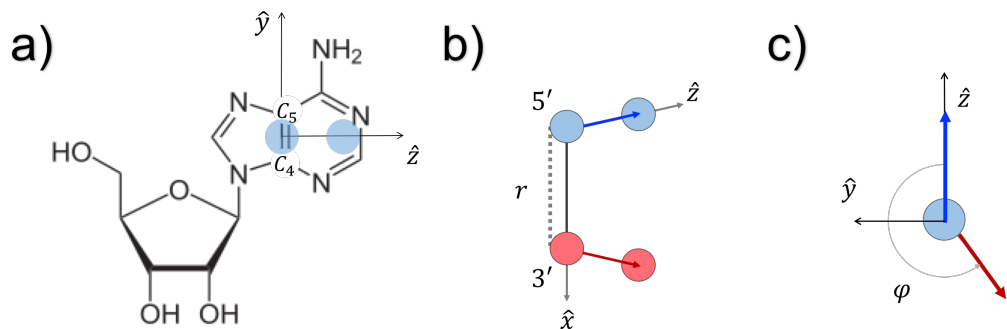 a)
ŷ
NH₂
N
C₅
N
ẑ
HO
C₄
N
N
O
OH
OH
b)
5′
ẑ
r
3′
x̂
c)
ẑ
ŷ
φ